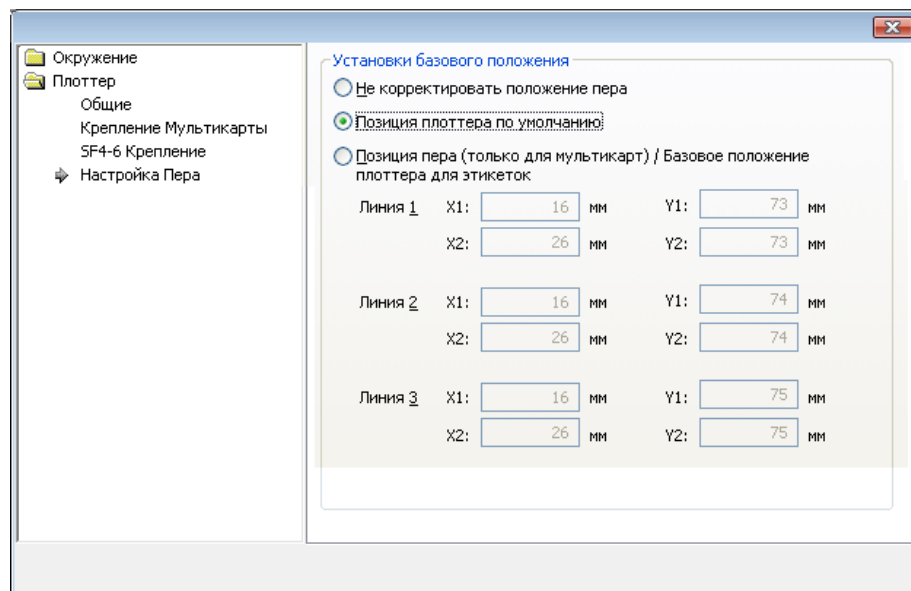 Окружение
Плоттер
Общие
Крепление Мультикарты
SF4-6 Крепление
Настройка Пера
Установки базового положения
Не корректировать положение пера
Позиция плоттера по умолчанию
Позиция пера (только для мультикарт) / Базовое положение
плоттера для этикеток
Линия 1 X1: 16 мм Y1: 73 мм
X2: 26 мм Y2: 73 мм
Линия 2 X1: 16 мм Y1: 74 мм
X2: 26 мм Y2: 74 мм
Линия 3 X1: 16 мм Y1: 75 мм
X2: 26 мм Y2: 75 мм